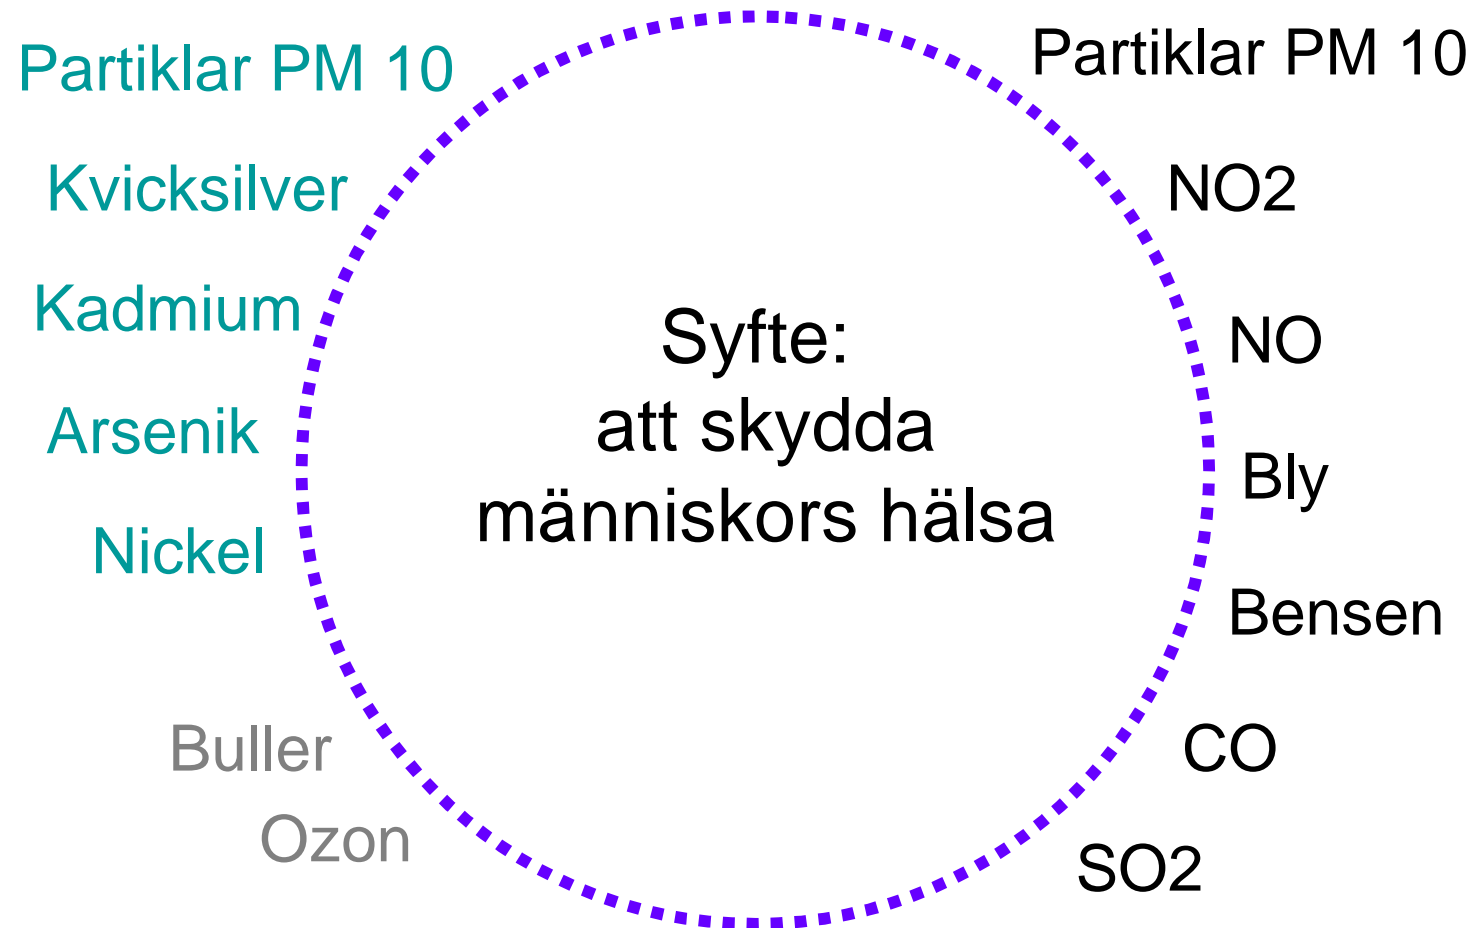 Partiklar PM 10
Kvicksilver
Kadmium
Arsenik
Nickel
Buller
Ozon
Syfte:
att skydda
människors hälsa
Partiklar PM 10
NO2
NO
Bly
Bensen
CO
SO2